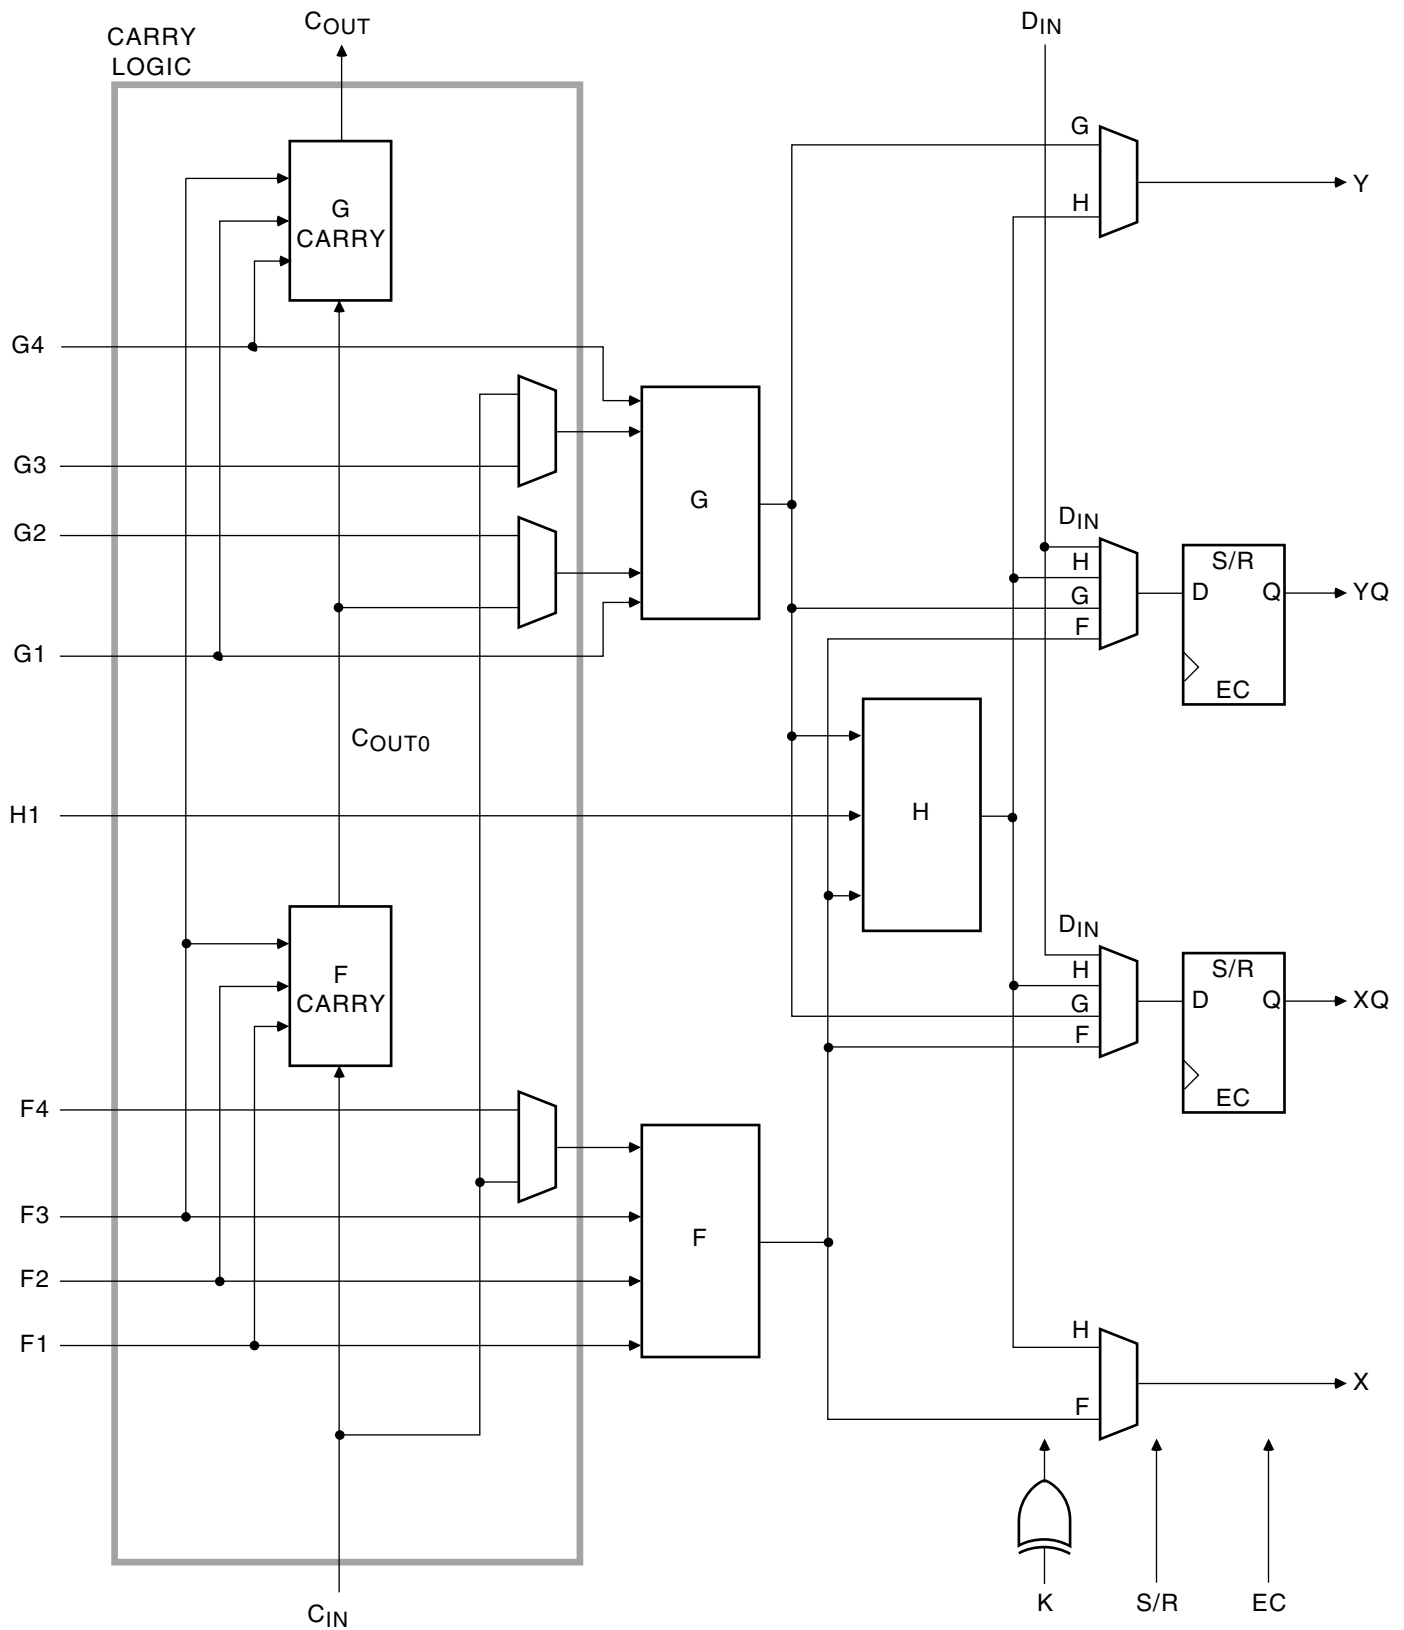 COUT
DIN
CARRY
LOGIC
G
H
Y
G
CARRY
G4
G3
G2
G1
G
DIN
H
G
F
S/R
D
Q
EC
YQ
COUT0
H1
H
DIN
H
G
F
S/R
D
Q
EC
XQ
F
CARRY
F4
F3
F2
F1
F
H
F
X
K
S/R
EC
CIN